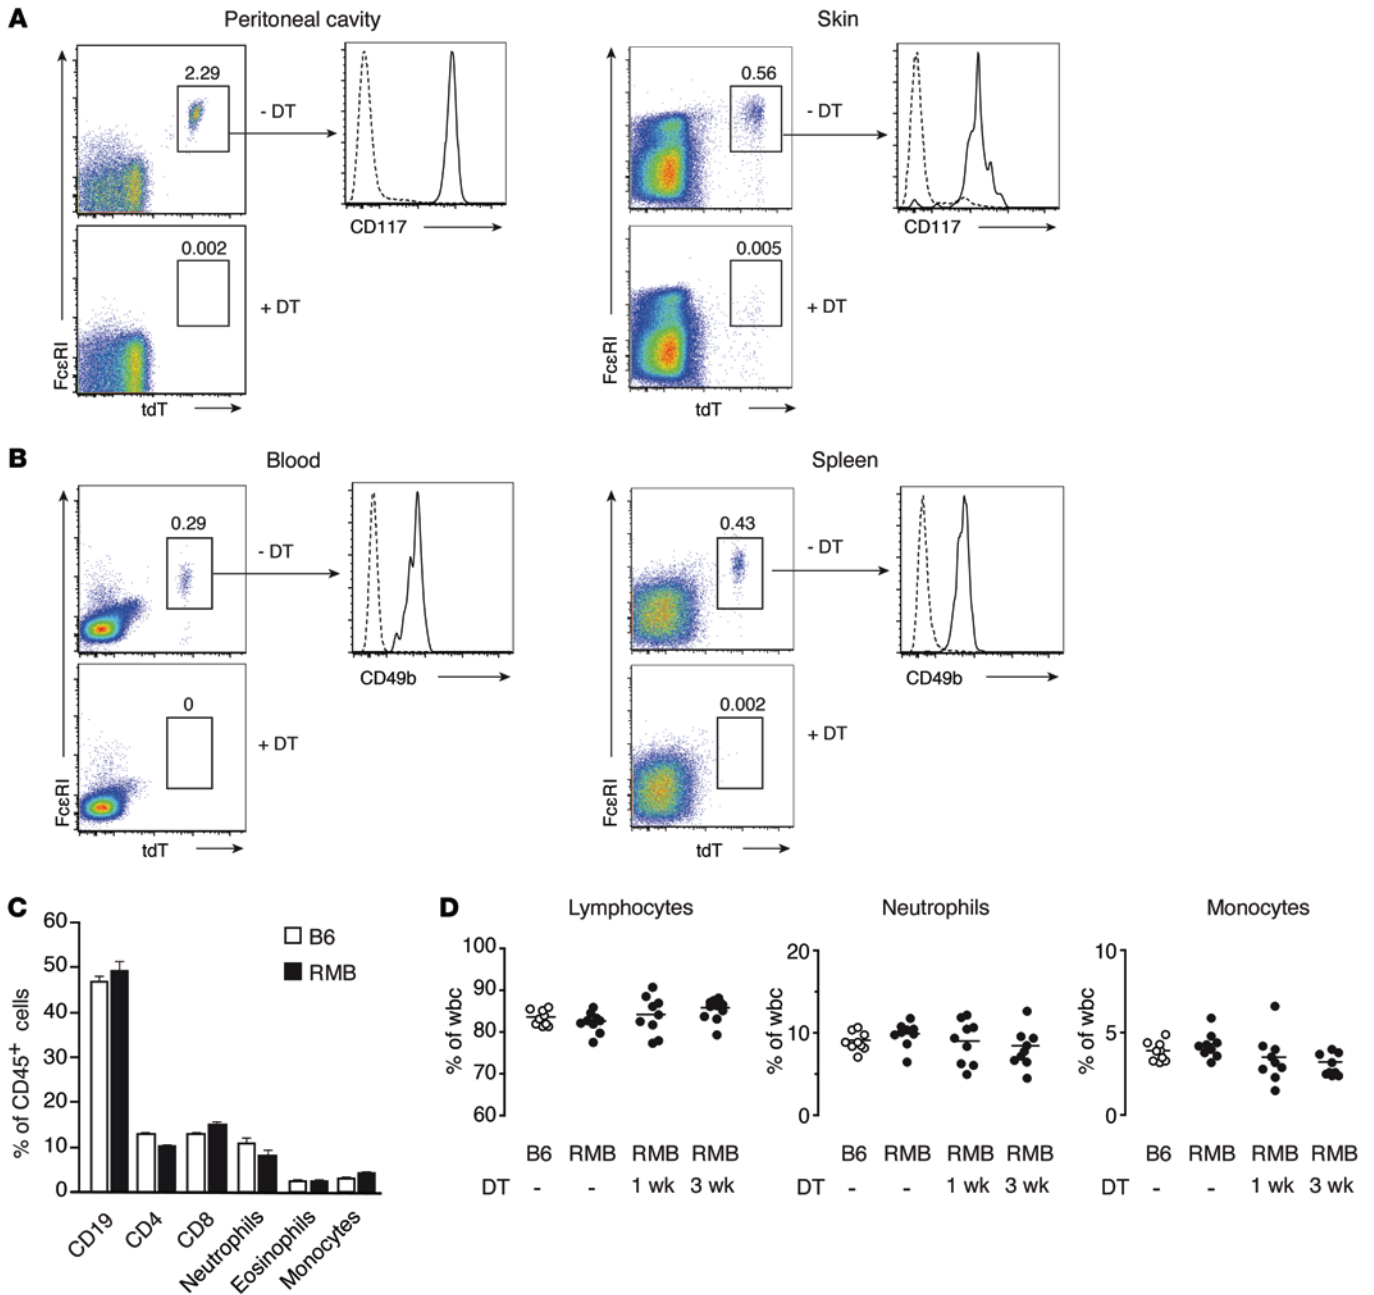 A
Peritoneal cavity
Skin
2.29
- DT
CD117
0.56
- DT
CD117
0.002
+ DT
0.005
+ DT
FcεRI
tdT
FcεRI
tdT
B
Blood
Spleen
0.29
- DT
CD49b
0.43
- DT
CD49b
0
+ DT
0.002
+ DT
FcεRI
tdT
FcεRI
tdT
C
% of CD45+ cells
60
50
40
30
20
10
0
B6
RMB
CD19
CD4
CD8
Neutrophils
Eosinophils
Monocytes
D
Lymphocytes
% of wbc
100
90
80
70
60
B6 RMB RMB RMB
DT - - 1 wk 3 wk
Neutrophils
% of wbc
20
10
0
B6 RMB RMB RMB
DT - - 1 wk 3 wk
Monocytes
% of wbc
10
5
0
B6 RMB RMB RMB
DT - - 1 wk 3 wk